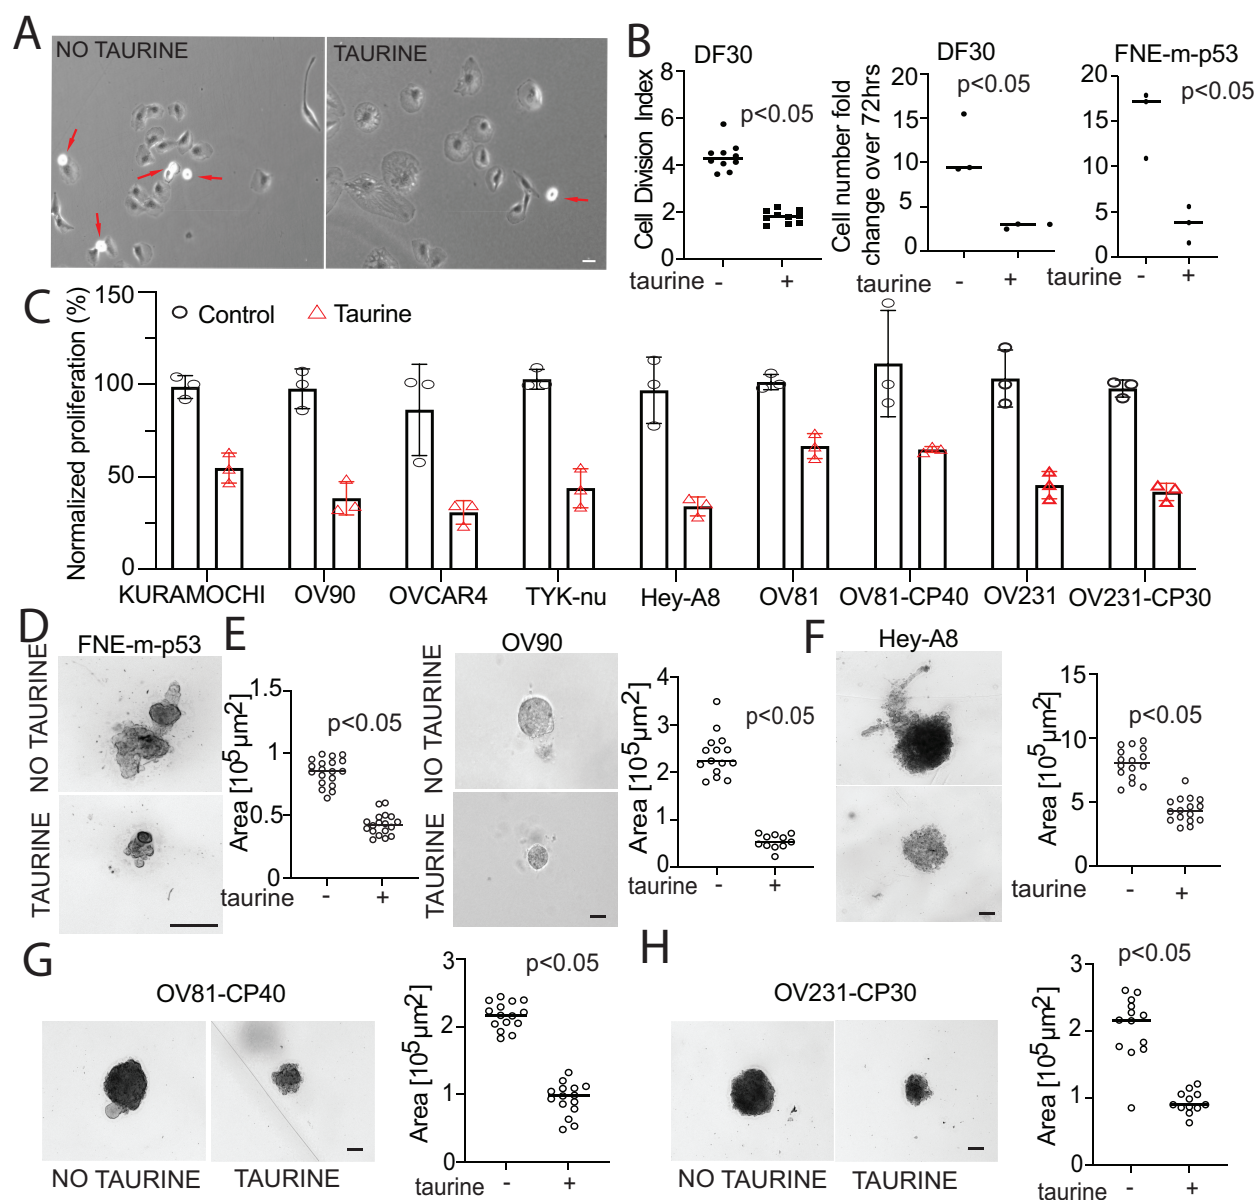 A
NO TAURINE
TAURINE
B
DF30
Cell Division Index
8
6
4
2
0
p<0.05
taurine - +
DF30
Cell number fold
change over 72hrs
20
15
10
5
0
p<0.05
taurine - +
FNE-m-p53
20
15
10
5
0
p<0.05
taurine - +
C
Normalized proliferation (%)
150
100
50
0
Control
Taurine
KURAMOCHI OV90 OVCAR4 TYK-nu Hey-A8 OV81 OV81-CP40 OV231 OV231-CP30
D
FNE-m-p53
NO TAURINE
TAURINE
E
Area [10⁵µm²]
1.5
1
0.5
0
p<0.05
taurine - +
OV90
NO TAURINE
TAURINE
Area [10⁵µm²]
4
3
2
1
0
p<0.05
taurine - +
F
Hey-A8
Area [10⁵µm²]
15
10
5
0
p<0.05
taurine - +
G
OV81-CP40
NO TAURINE
TAURINE
Area [10⁵µm²]
3
2
1
0
p<0.05
taurine - +
H
OV231-CP30
NO TAURINE
TAURINE
Area [10⁵µm²]
3
2
1
0
p<0.05
taurine - +